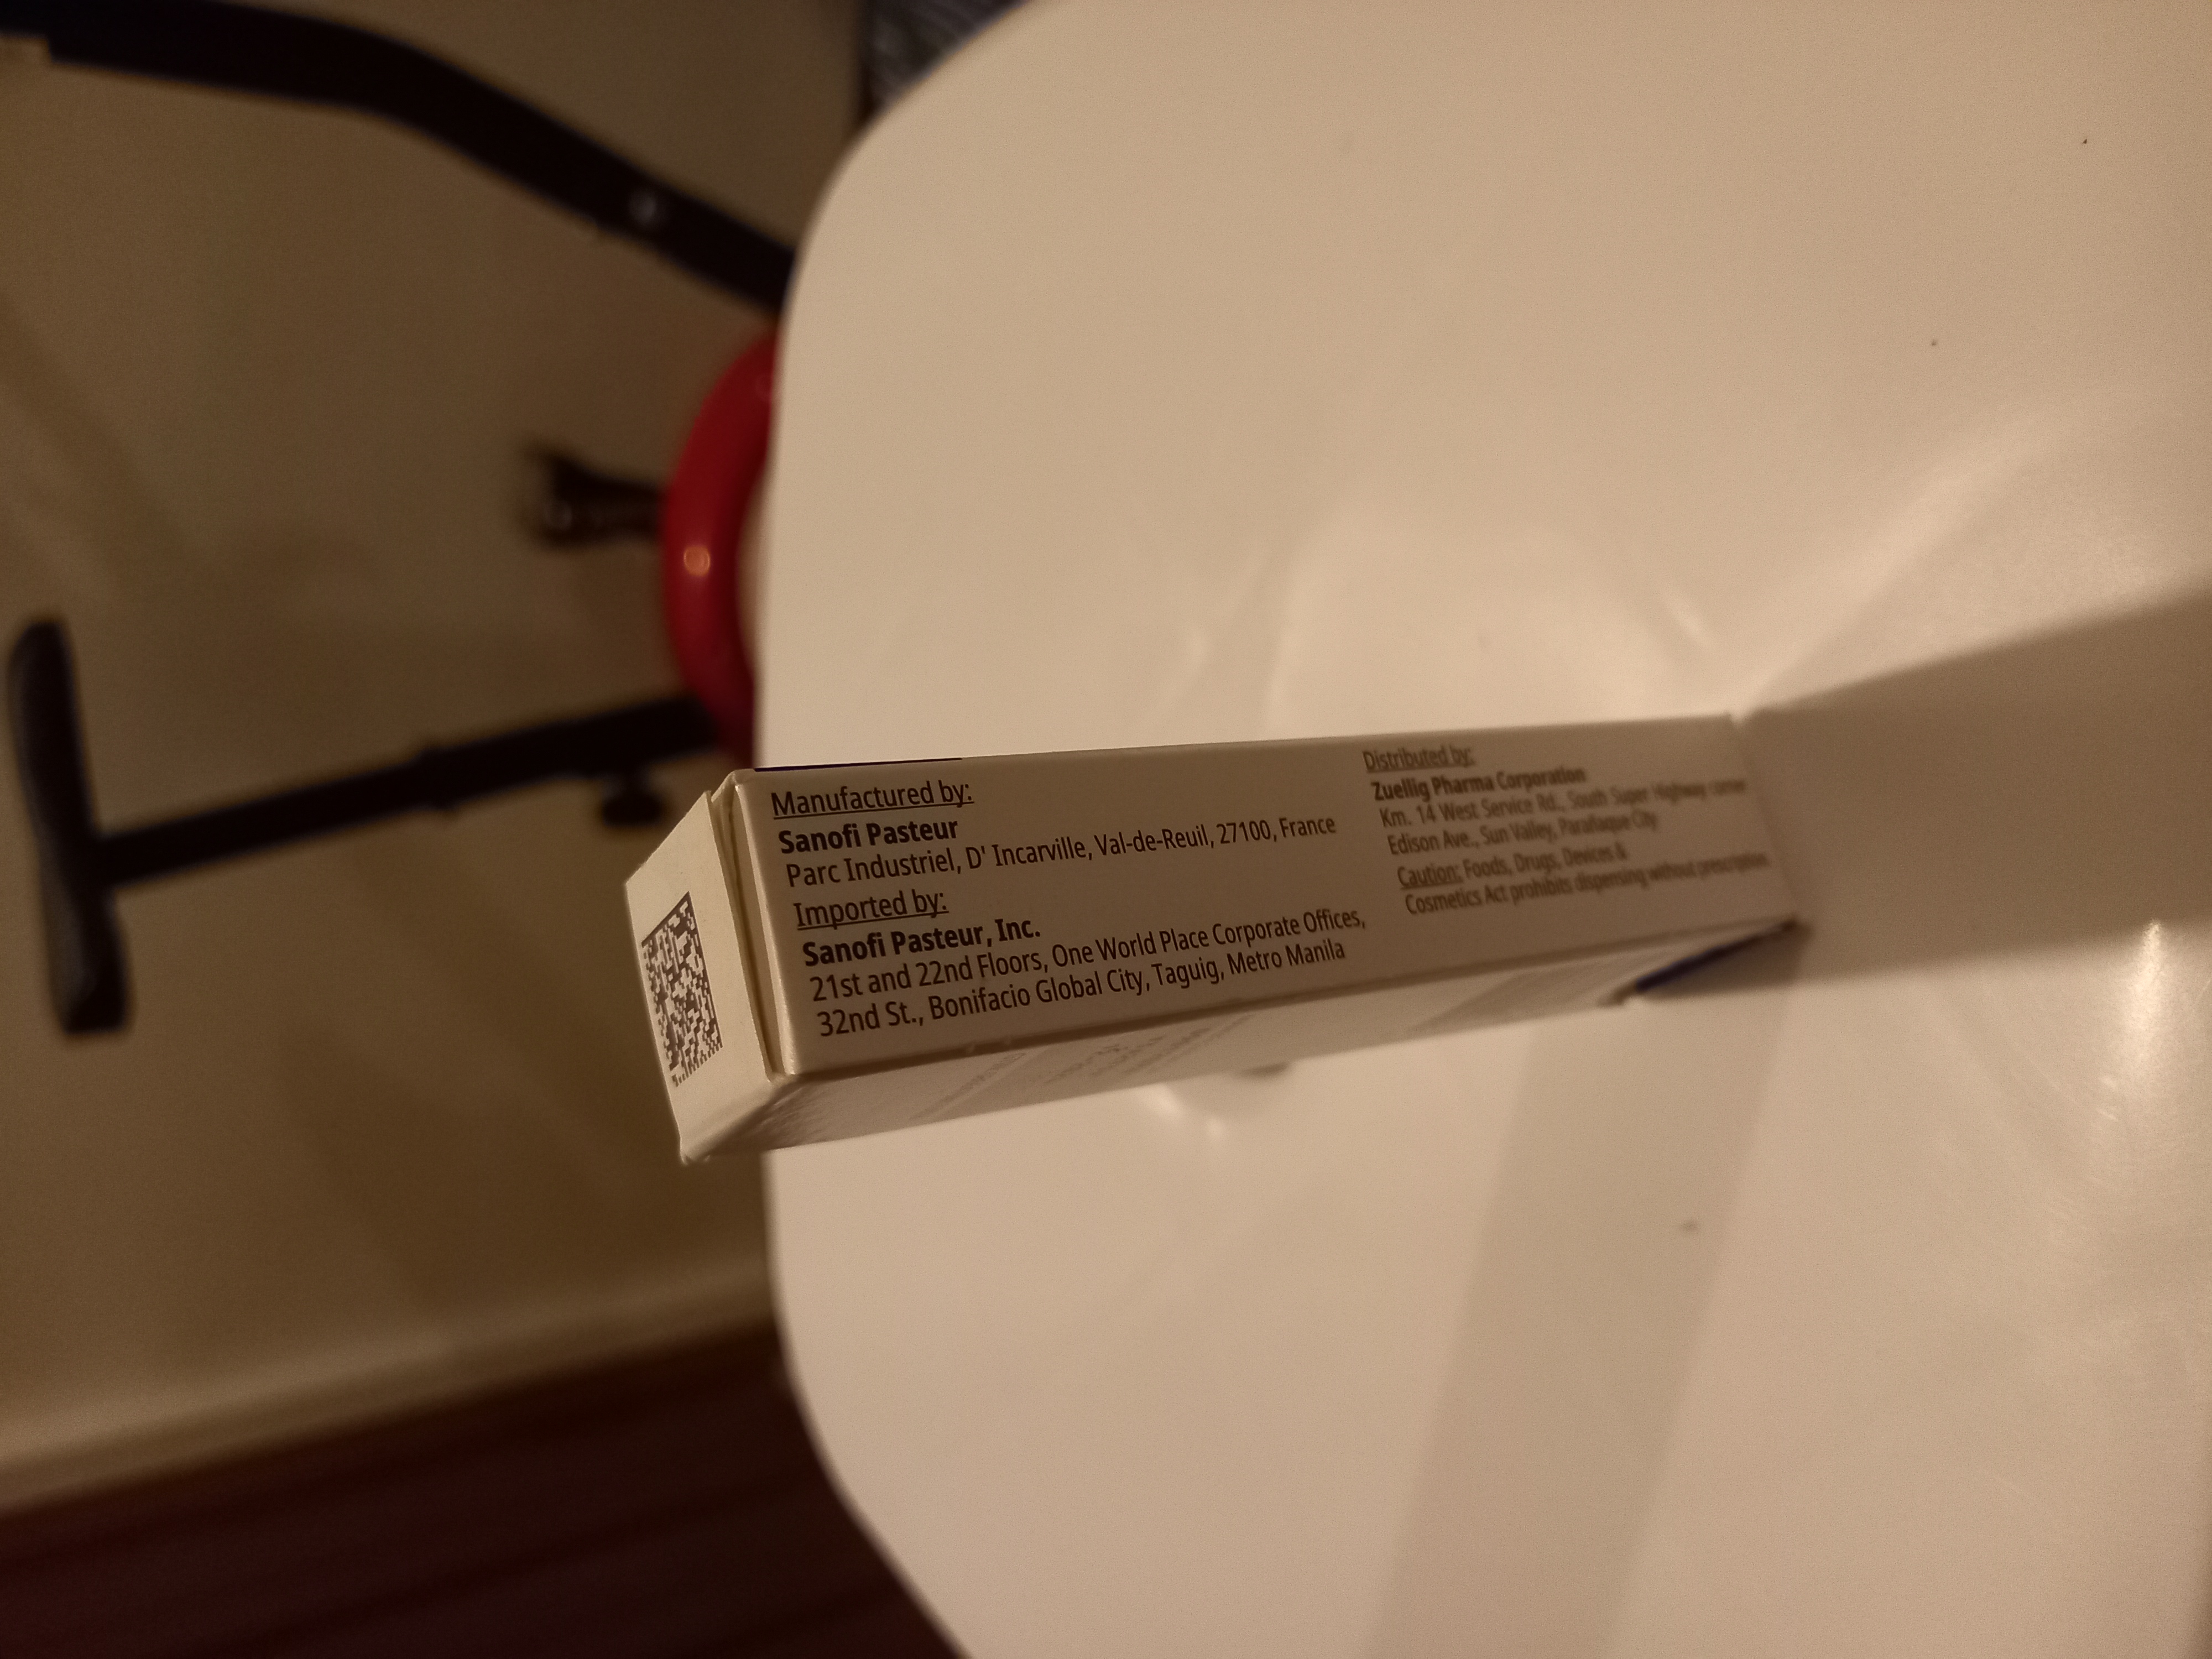 Manufactured by:
Sanofi Pasteur
Parc Industriel, D' Incarville, Val-de-Reuil, 27100, France
Imported by:
Sanofi Pasteur, Inc.
21st and 22nd Floors, One World Place Corporate Offices,
32nd St., Bonifacio Global City, Taguig, Metro Manila
Distributed by:
Zuellig Pharma Corporation
Km. 14 West Service Rd., South Super Highway corner
Edison Ave., Sun Valley, Parañaque City
Caution: Foods, Drugs, Devices &
Cosmetics Act prohibits dispensing without prescription